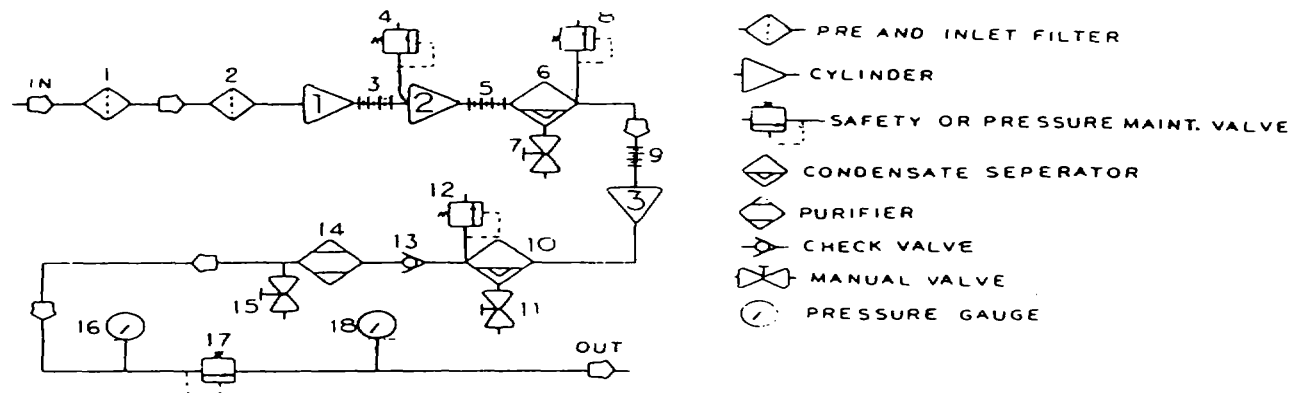 4
8
IN
1
2
3
5
6
1
2
7
9
3
12
10
14
13
15
11
16
17
18
OUT
PRE AND INLET FILTER
CYLINDER
SAFETY OR PRESSURE MAINT. VALVE
CONDENSATE SEPERATOR
PURIFIER
CHECK VALVE
MANUAL VALVE
PRESSURE GAUGE